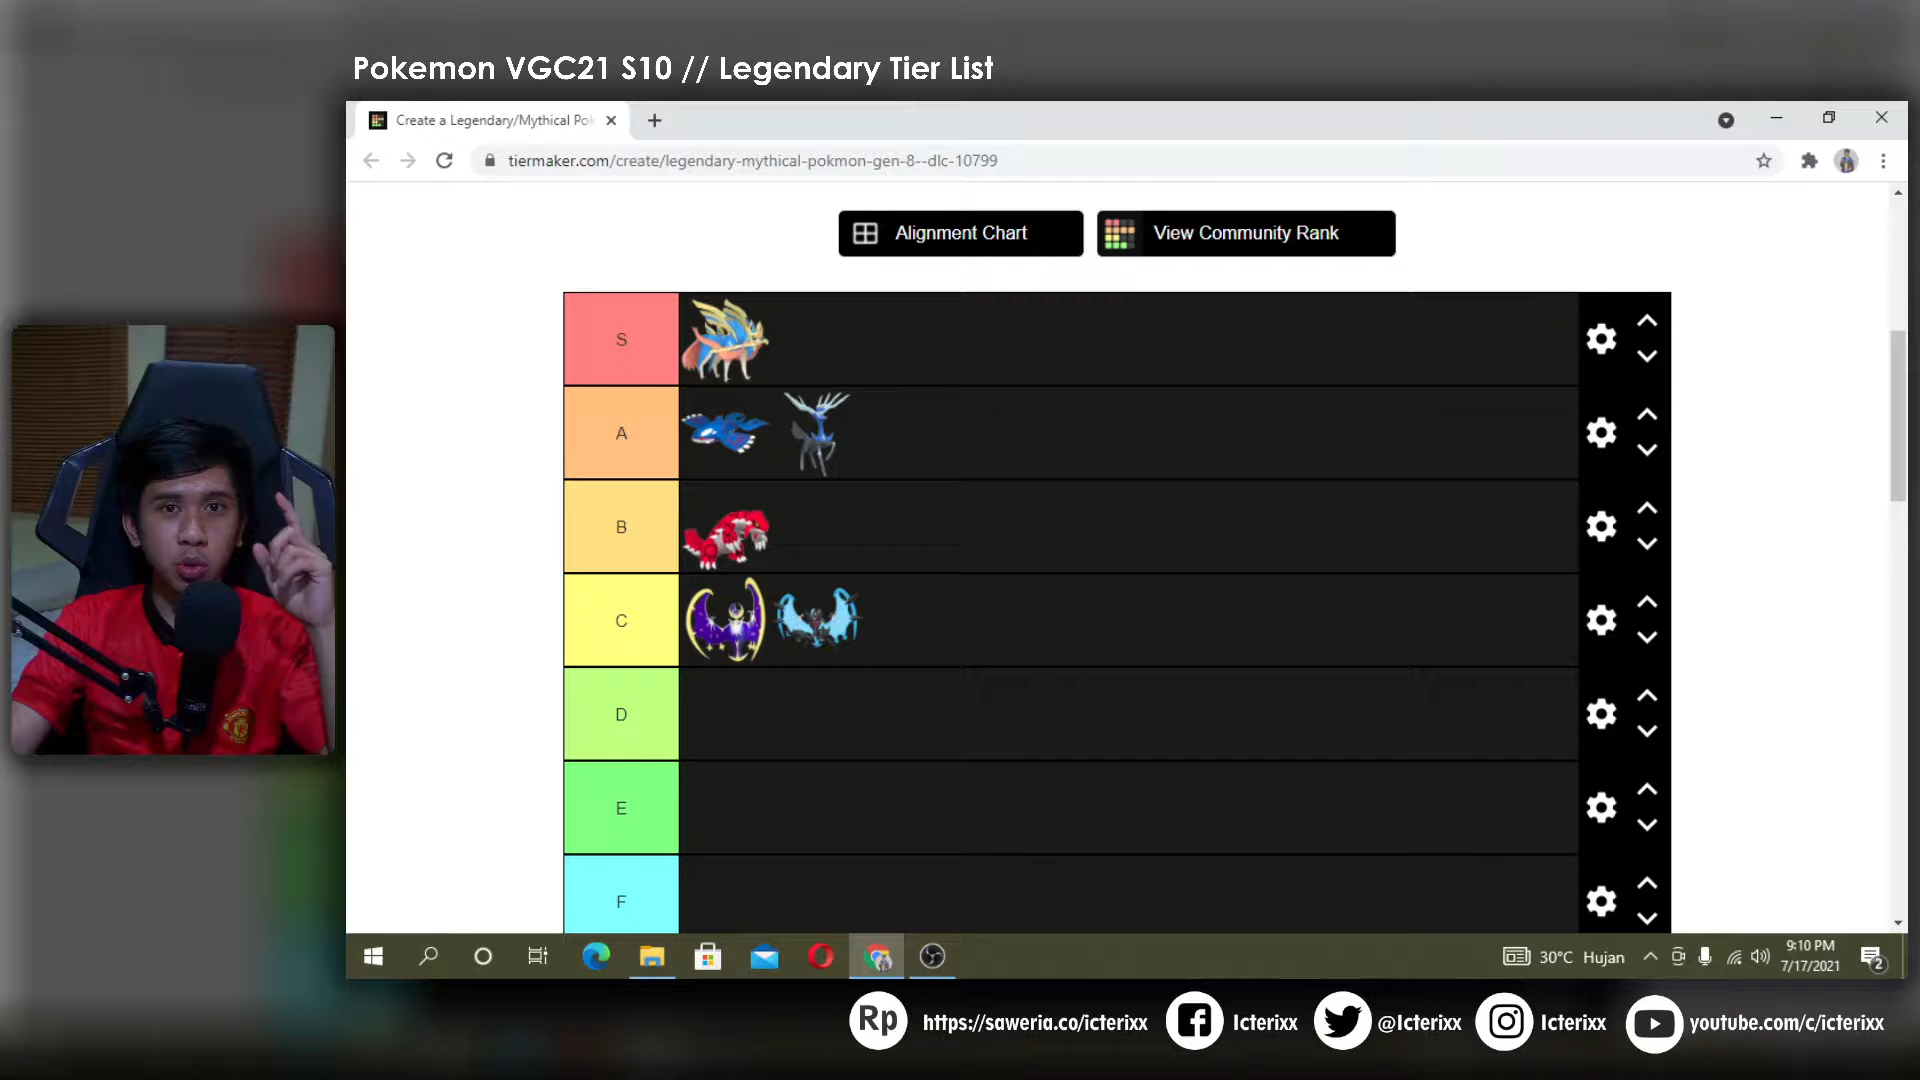 Pokemon VGC21 S10 // Legendary Tier List
Create a Legendary/Mythical Pok
tiermaker.com/create/legendary-mythical-pokmon-gen-8--dlc-10799
Alignment Chart
View Community Rank
S
A
B
C
D
E
F
30°C Hujan
9:10 PM
7/17/2021
2
Rp https://saweria.co/icterixx
Icterixx
@Icterixx
Icterixx
youtube.com/c/icterixx